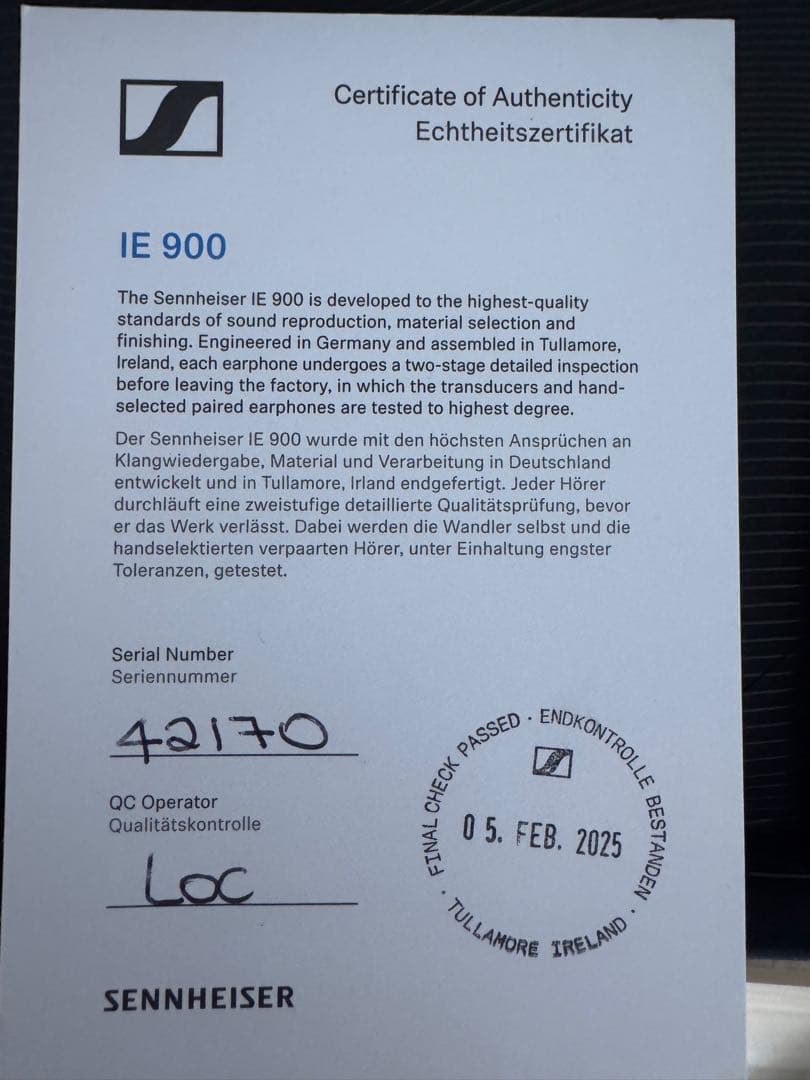 Certificate of Authenticity
Echtheitszertifikat
IE 900
The Sennheiser IE 900 is developed to the highest-quality
standards of sound reproduction, material selection and
finishing. Engineered in Germany and assembled in Tullamore,
Ireland, each earphone undergoes a two-stage detailed inspection
before leaving the factory, in which the transducers and hand-
selected paired earphones are tested to highest degree.
Der Sennheiser IE 900 wurde mit den höchsten Ansprüchen an
Klangwiedergabe, Material und Verarbeitung in Deutschland
entwickelt und in Tullamore, Irland endgefertigt. Jeder Hörer
durchläuft eine zweistufige detaillierte Qualitätsprüfung, bevor
er das Werk verlässt. Dabei werden die Wandler selbst und die
handselektierten verpaarten Hörer, unter Einhaltung engster
Toleranzen, getestet.
Serial Number
Seriennummer
42170
QC Operator
Qualitätskontrolle
Loc
FINAL CHECK PASSED · ENDKONTROLLE BESTANDEN ·
05. FEB. 2025
TULLAMORE IRELAND ·
SENNHEISER